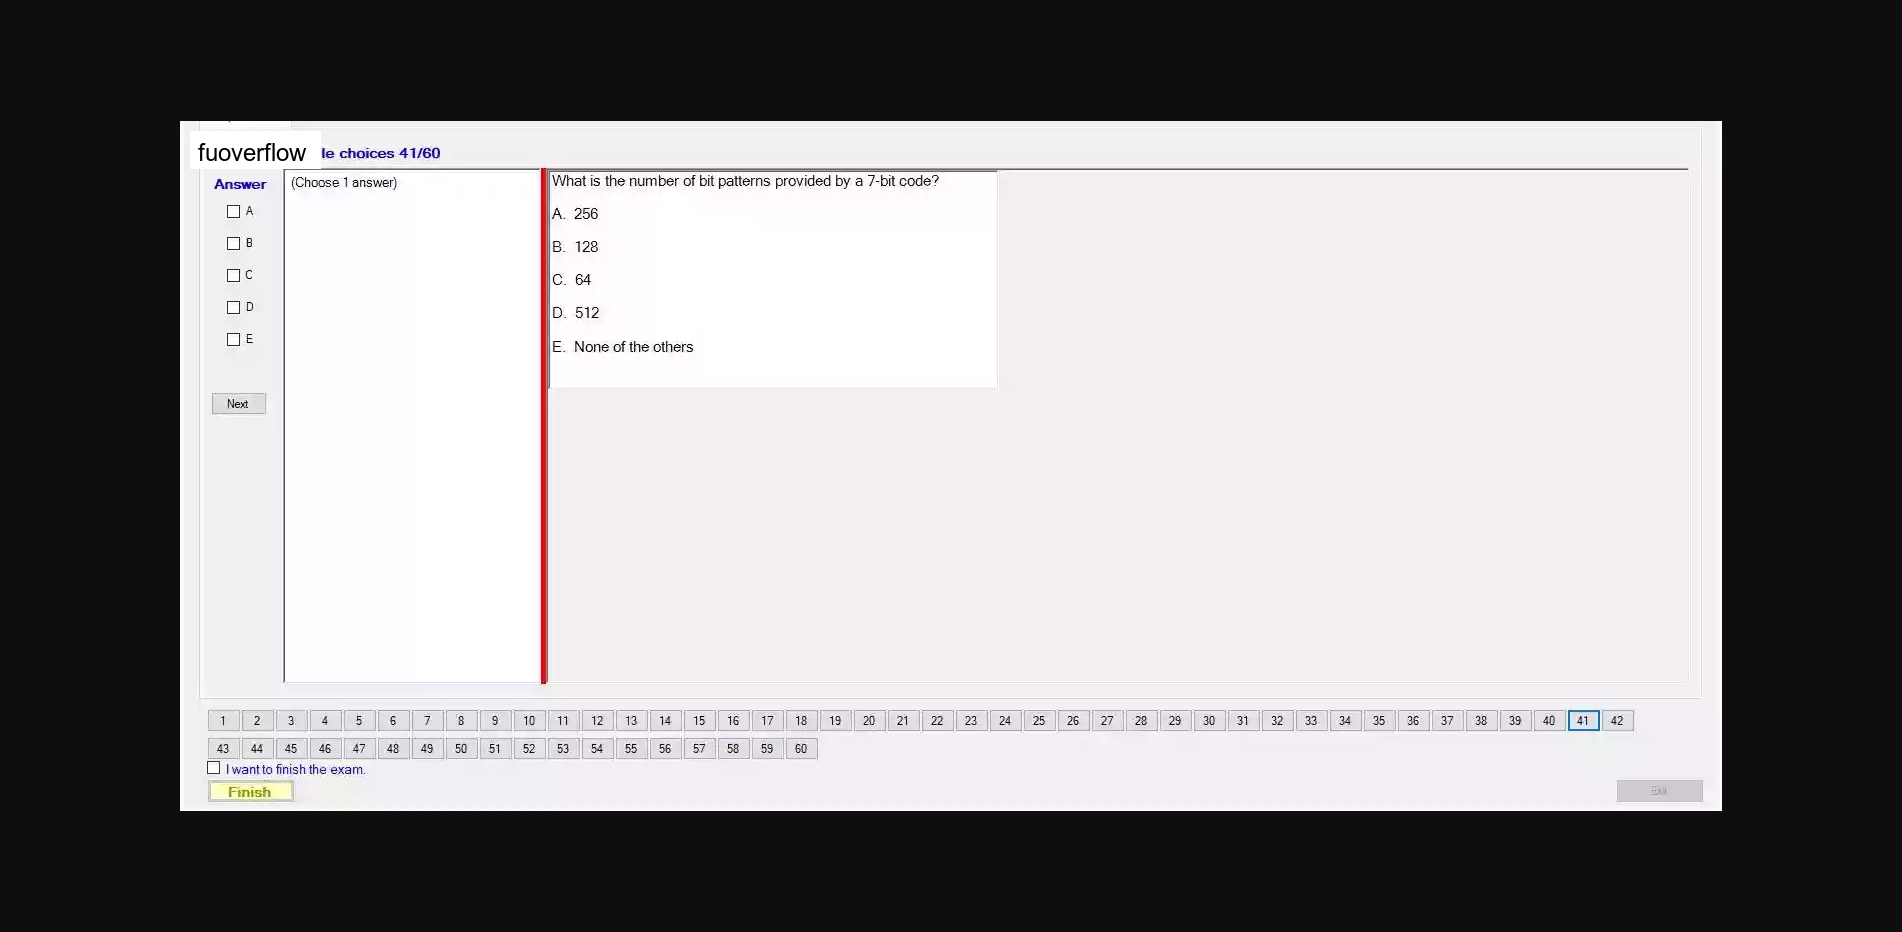 fuoverflow
le choices 41/60
Answer
(Choose 1 answer)
What is the number of bit patterns provided by a 7-bit code?
A
A. 256
B
B. 128
C
C. 64
D
D. 512
E
E. None of the others
Next
1 2 3 4 5 6 7 8 9 10 11 12 13 14 15 16 17 18 19 20 21 22 23 24 25 26 27 28 29 30 31 32 33 34 35 36 37 38 39 40 41 42
43 44 45 46 47 48 49 50 51 52 53 54 55 56 57 58 59 60
I want to finish the exam.
Finish
Exit